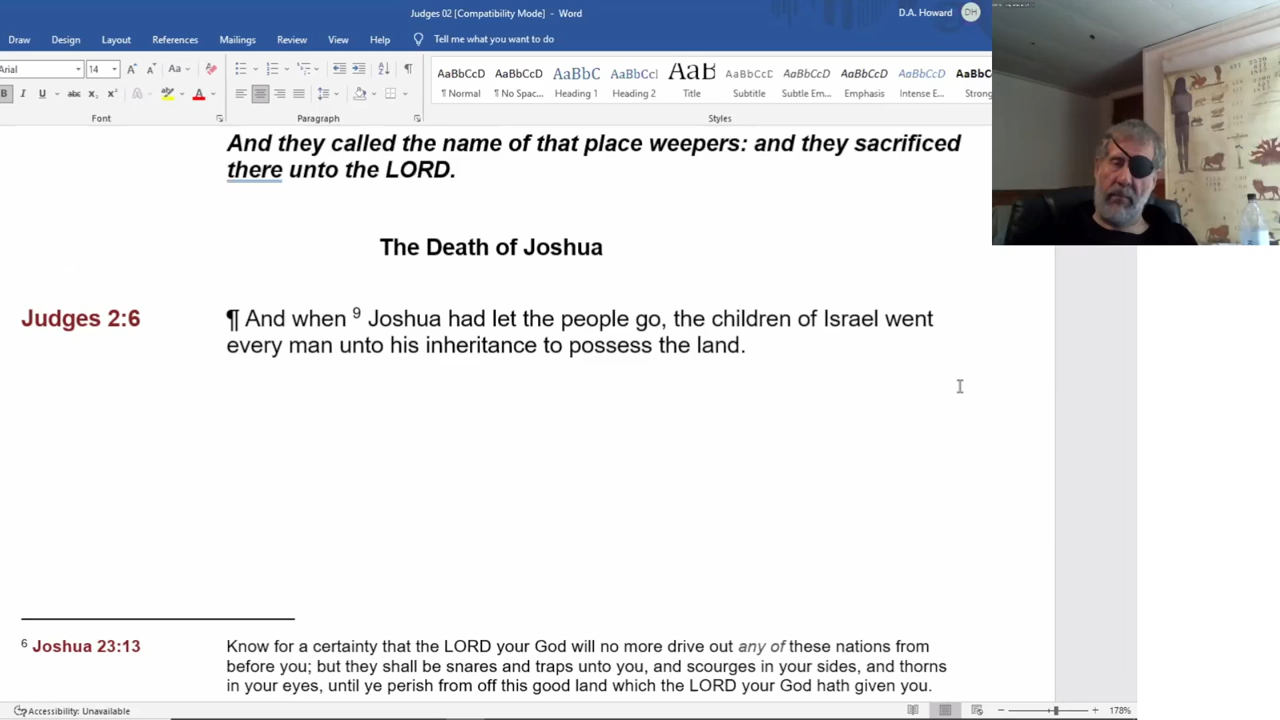 Judges 02 [Compatibility Mode] - Word
D.A. Howard DH
Draw Design Layout References Mailings Review View Help Tell me what you want to do
Arial 14 Aa
B I U abc x₂ x² A A
AaBbCcD AaBbCcD AaBbC AaBbCcl AaB AaBbCcD AaBbCcD AaBbCcD AaBbCcD AaBbCc
¶ Normal ¶ No Spac... Heading 1 Heading 2 Title Subtitle Subtle Em... Emphasis Intense E... Strong
Font Paragraph Styles
And they called the name of that place weepers: and they sacrificed
there unto the LORD.
The Death of Joshua
Judges 2:6 ¶ And when ⁹ Joshua had let the people go, the children of Israel went
every man unto his inheritance to possess the land.
⁶ Joshua 23:13 Know for a certainty that the LORD your God will no more drive out any of these nations from
before you; but they shall be snares and traps unto you, and scourges in your sides, and thorns
in your eyes, until ye perish from off this good land which the LORD your God hath given you.
Accessibility: Unavailable
178%